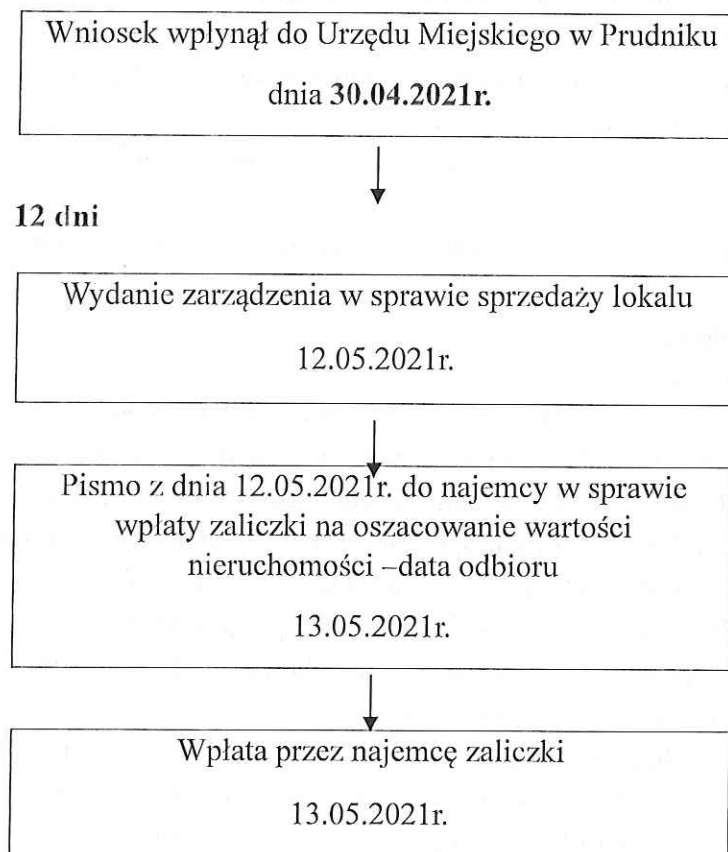 Wniosek wpłynął do Urzędu Miejskiego w Prudniku
dnia 30.04.2021r.
12 dni
Wydanie zarządzenia w sprawie sprzedaży lokalu
12.05.2021r.
Pismo z dnia 12.05.2021r. do najemcy w sprawie
wpłaty zaliczki na oszacowanie wartości
nieruchomości –data odbioru
13.05.2021r.
Wpłata przez najemcę zaliczki
13.05.2021r.